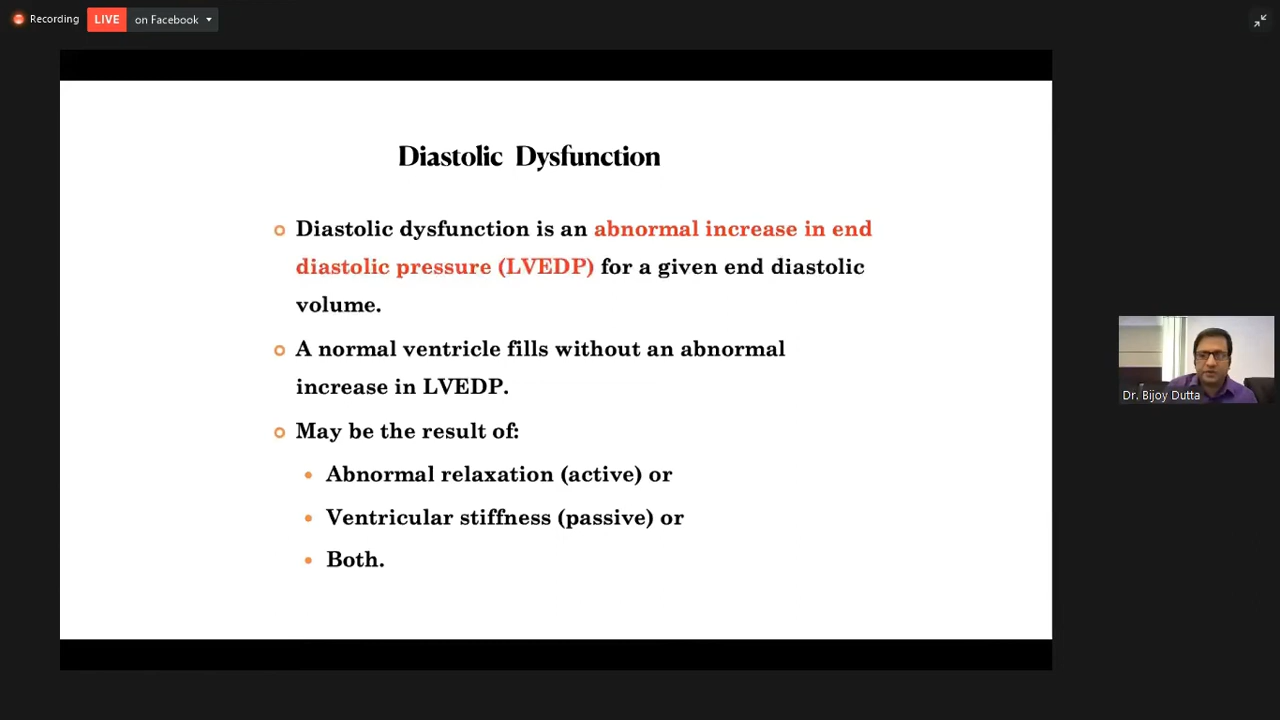 Recording
LIVE on Facebook
Diastolic Dysfunction
Diastolic dysfunction is an abnormal increase in end
diastolic pressure (LVEDP) for a given end diastolic
volume.
A normal ventricle fills without an abnormal
increase in LVEDP.
May be the result of:
Abnormal relaxation (active) or
Ventricular stiffness (passive) or
Both.
Dr. Bijoy Dutta